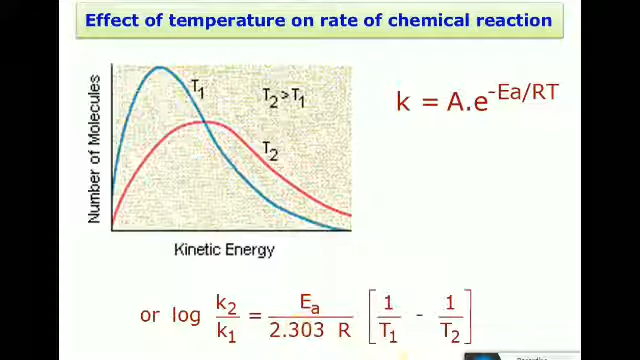 Effect of temperature on rate of chemical reaction
Number of Molecules
T1
T2 > T1
T2
Kinetic Energy
k = A.e^-Ea/RT
or log k2/k1 = Ea/2.303 R [1/T1 - 1/T2]